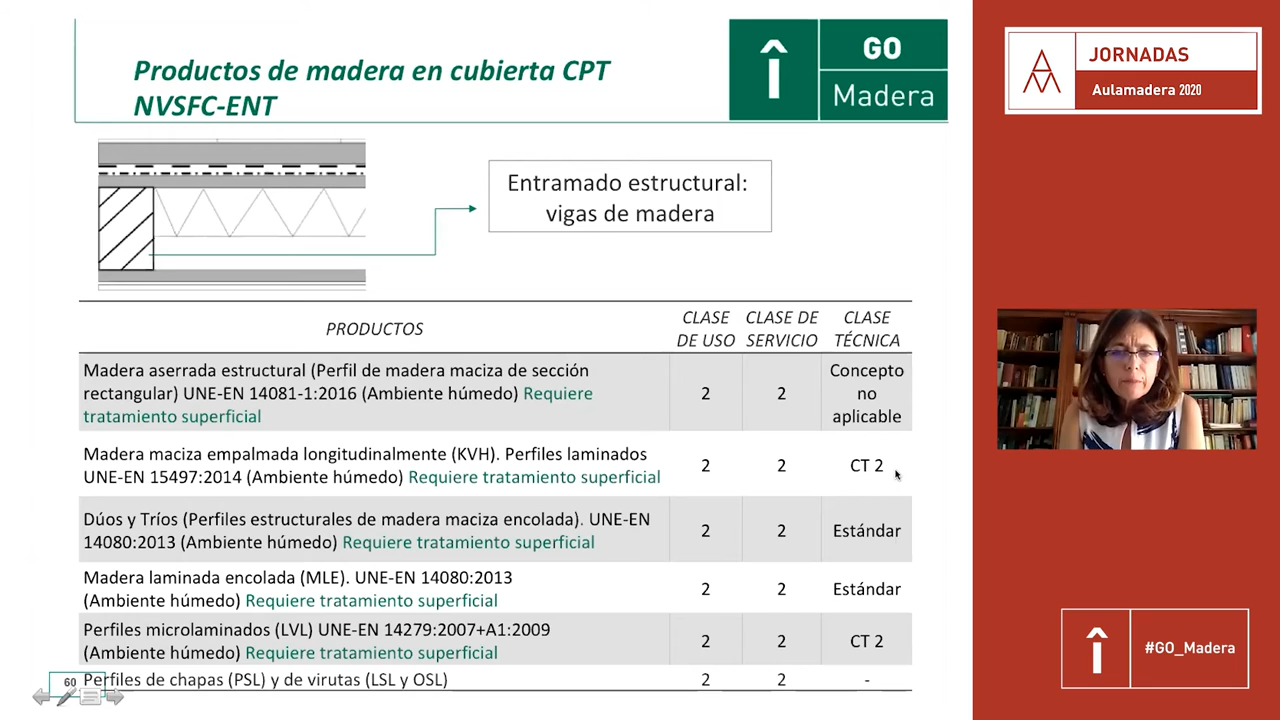 Productos de madera en cubierta CPT
NVSFC-ENT
GO
Madera
JORNADAS
Aulamadera 2020
Entramado estructural:
vigas de madera
PRODUCTOS
CLASE
DE USO
CLASE DE
SERVICIO
CLASE
TÉCNICA
Madera aserrada estructural (Perfil de madera maciza de sección
rectangular) UNE-EN 14081-1:2016 (Ambiente húmedo) Requiere
tratamiento superficial
2
2
Concepto
no
aplicable
Madera maciza empalmada longitudinalmente (KVH). Perfiles laminados
UNE-EN 15497:2014 (Ambiente húmedo) Requiere tratamiento superficial
2
2
CT 2
Dúos y Tríos (Perfiles estructurales de madera maciza encolada). UNE-EN
14080:2013 (Ambiente húmedo) Requiere tratamiento superficial
2
2
Estándar
Madera laminada encolada (MLE). UNE-EN 14080:2013
(Ambiente húmedo) Requiere tratamiento superficial
2
2
Estándar
Perfiles microlaminados (LVL) UNE-EN 14279:2007+A1:2009
(Ambiente húmedo) Requiere tratamiento superficial
2
2
CT 2
Perfiles de chapas (PSL) y de virutas (LSL y OSL)
2
2
-
60
#GO_Madera